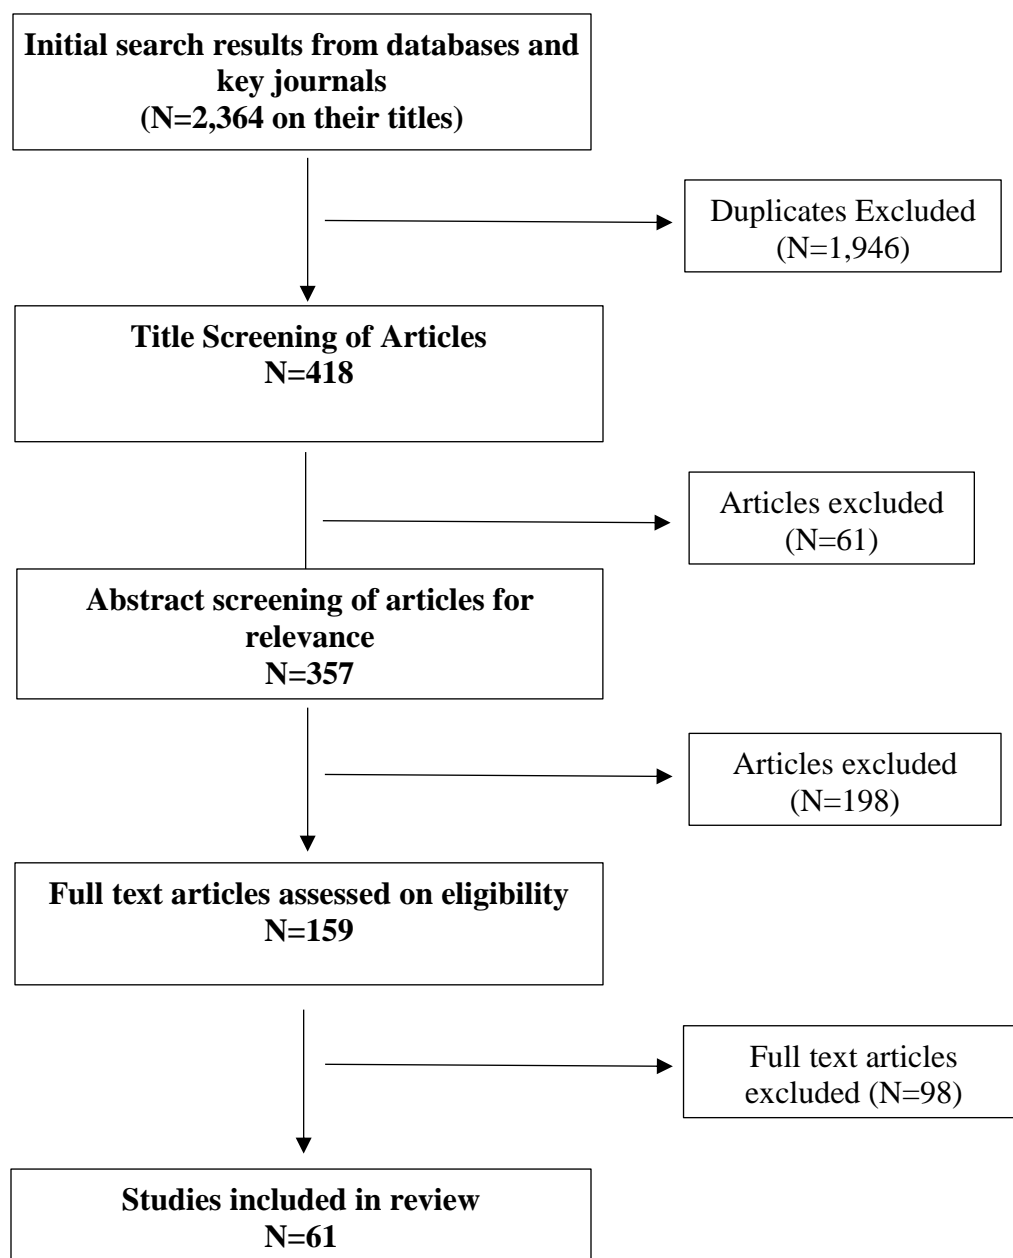 Initial search results from databases and
key journals
(N=2,364 on their titles)
Duplicates Excluded
(N=1,946)
Title Screening of Articles
N=418
Articles excluded
(N=61)
Abstract screening of articles for
relevance
N=357
Articles excluded
(N=198)
Full text articles assessed on eligibility
N=159
Full text articles
excluded (N=98)
Studies included in review
N=61